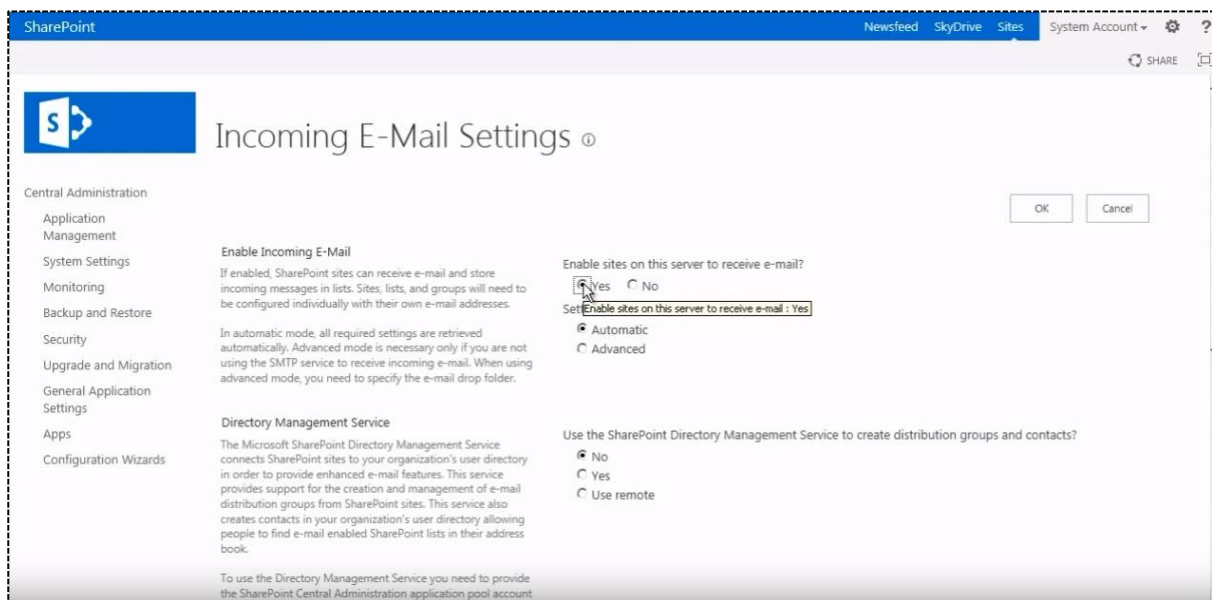 SharePoint
Newsfeed SkyDrive Sites System Account ?
SHARE
S
Incoming E-Mail Settings
Central Administration
Application
Management
System Settings
Monitoring
Backup and Restore
Security
Upgrade and Migration
General Application
Settings
Apps
Configuration Wizards
OK Cancel
Enable Incoming E-Mail
If enabled, SharePoint sites can receive e-mail and store
incoming messages in lists. Sites, lists, and groups will need to
be configured individually with their own e-mail addresses.
In automatic mode, all required settings are retrieved
automatically. Advanced mode is necessary only if you are not
using the SMTP service to receive incoming e-mail. When using
advanced mode, you need to specify the e-mail drop folder.
Enable sites on this server to receive e-mail?
Yes No
Enable sites on this server to receive e-mail : Yes
Automatic
Advanced
Directory Management Service
The Microsoft SharePoint Directory Management Service
connects SharePoint sites to your organization's user directory
in order to provide enhanced e-mail features. This service
provides support for the creation and management of e-mail
distribution groups from SharePoint sites. This service also
creates contacts in your organization's user directory allowing
people to find e-mail enabled SharePoint lists in their address
book.
To use the Directory Management Service you need to provide
the SharePoint Central Administration application pool account
Use the SharePoint Directory Management Service to create distribution groups and contacts?
No
Yes
Use remote